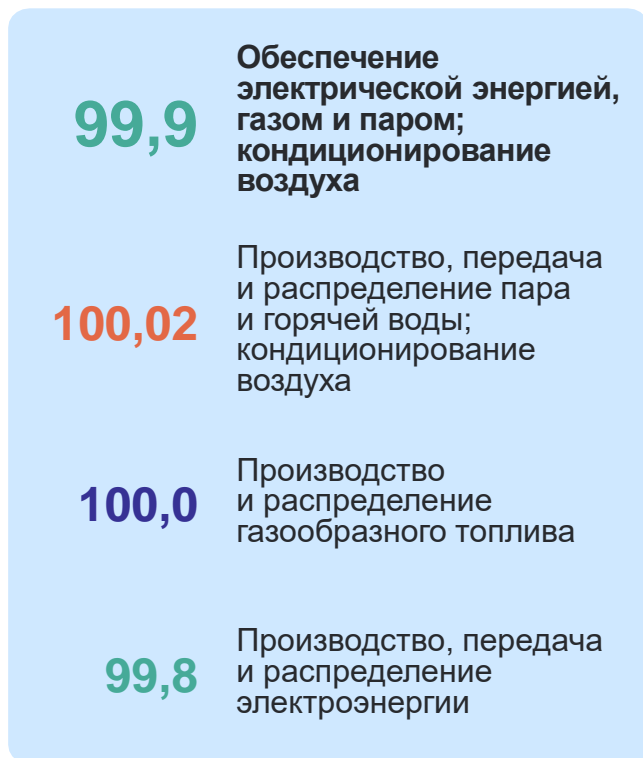 99,9
Обеспечение
электрической энергией,
газом и паром;
кондиционирование
воздуха
100,02
Производство, передача
и распределение пара
и горячей воды;
кондиционирование
воздуха
100,0
Производство
и распределение
газообразного топлива
99,8
Производство, передача
и распределение
электроэнергии